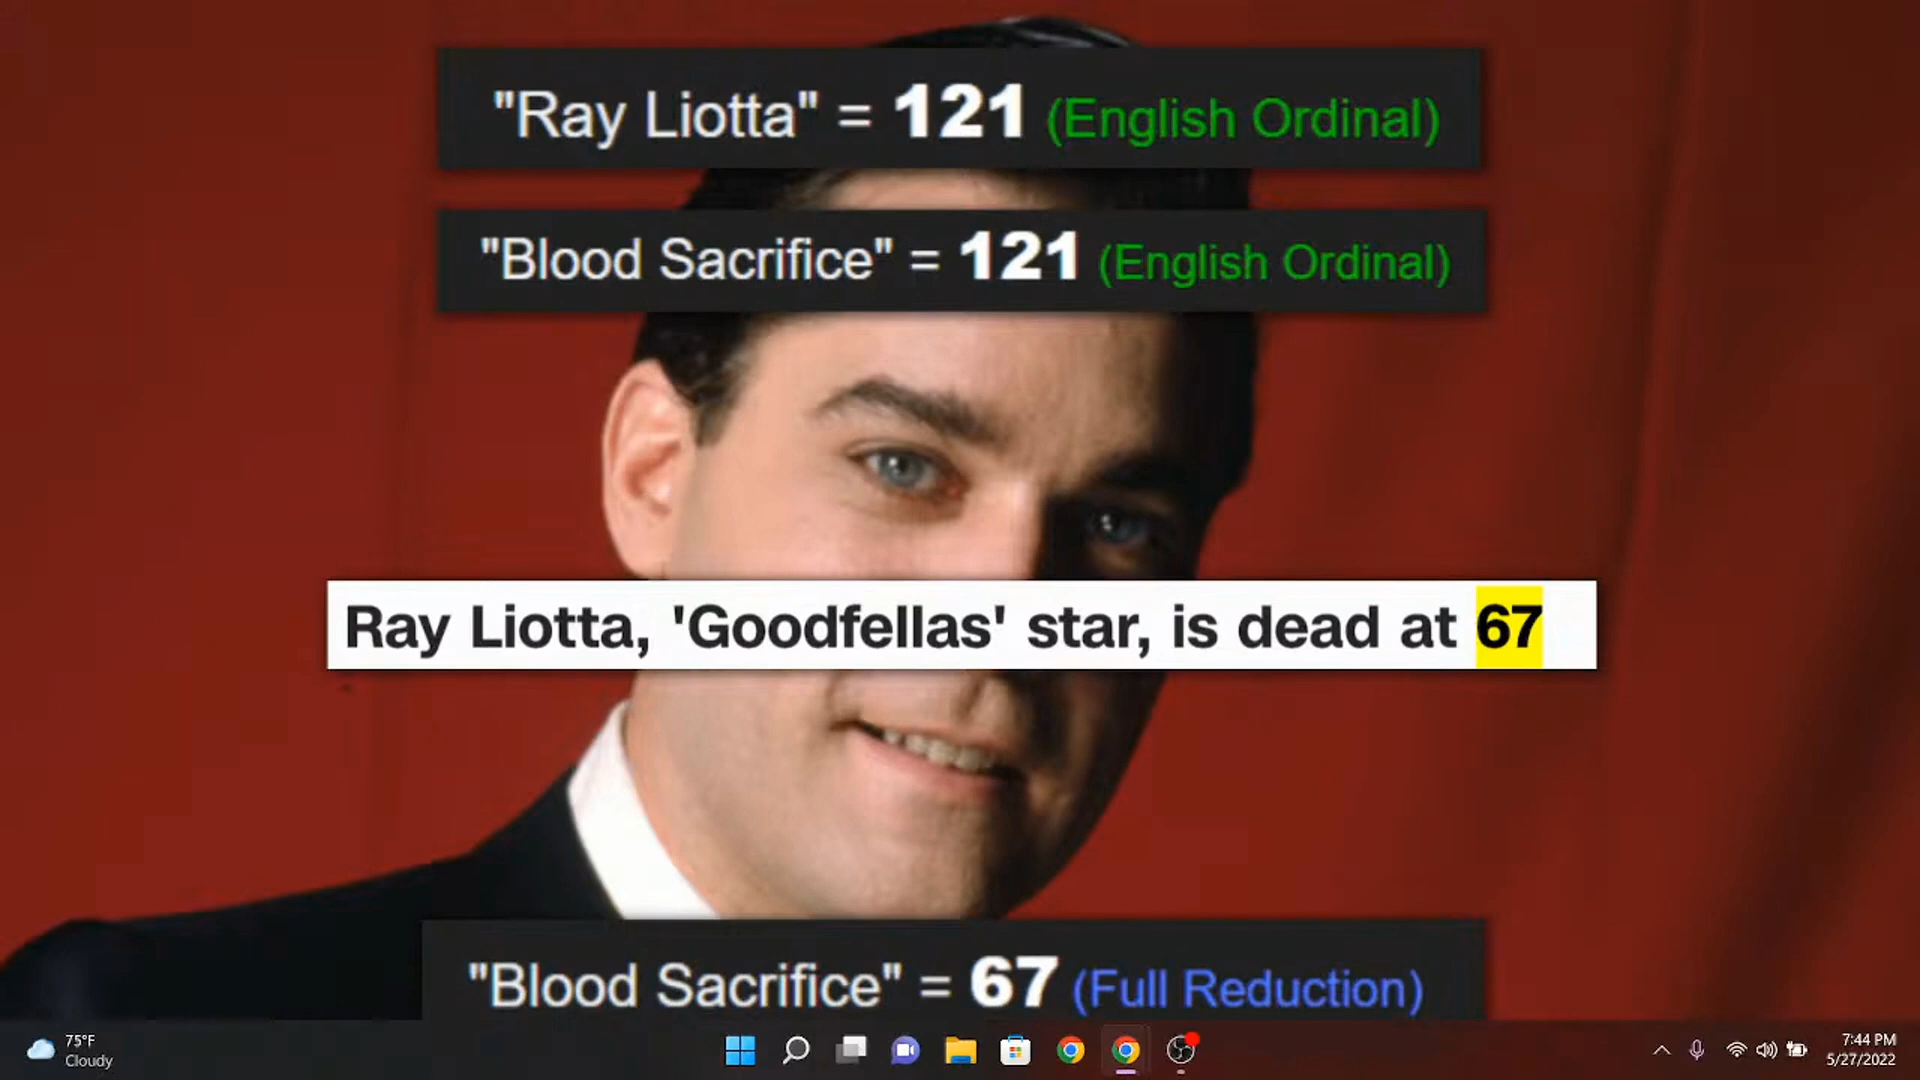 "Ray Liotta" = 121 (English Ordinal)
"Blood Sacrifice" = 121 (English Ordinal)
Ray Liotta, 'Goodfellas' star, is dead at 67
"Blood Sacrifice" = 67 (Full Reduction)
75°F
Cloudy
7:44 PM
5/27/2022